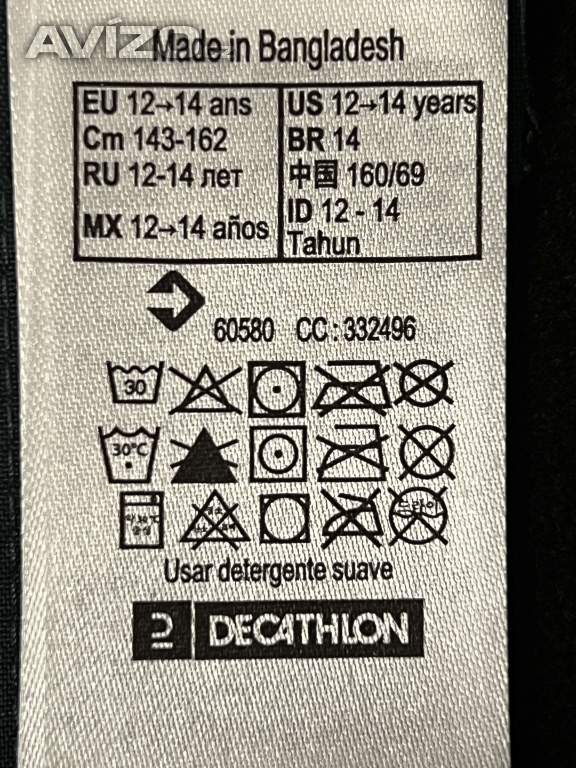 AVÍZO
Made in Bangladesh
EU 12→14 ans
US 12→14 years
Cm 143-162
BR 14
RU 12-14 лет
中国 160/69
MX 12→14 años
ID 12 - 14
Tahun
60580 CC : 332496
30
30°C
Usar detergente suave
DECATHLON